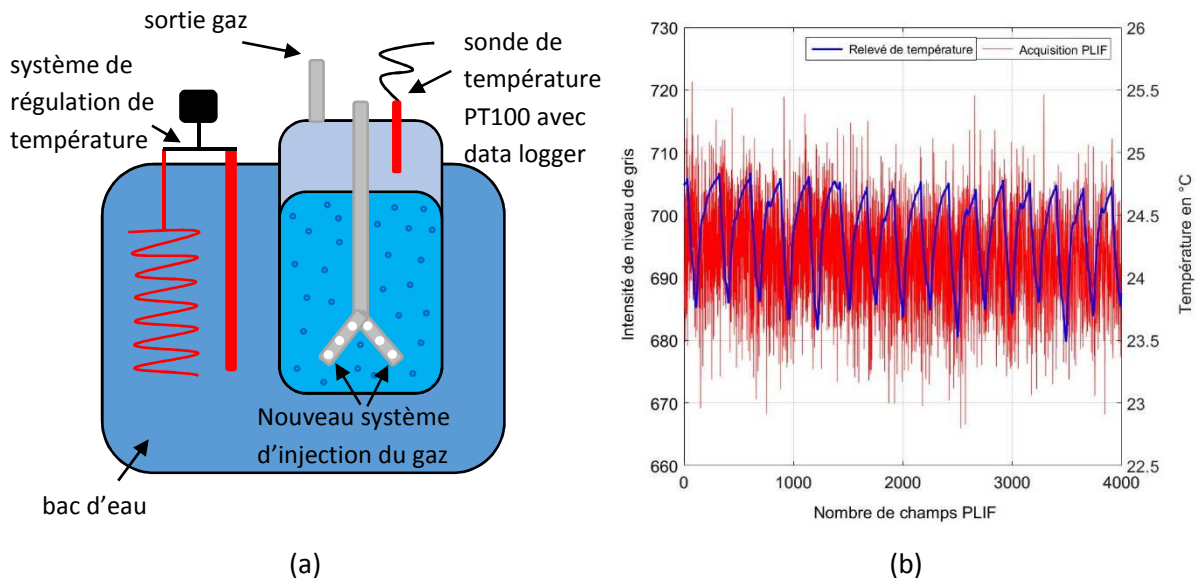 sortie gaz
système de
régulation de
température
sonde de
température
PT100 avec
data logger
Nouveau système
d'injection du gaz
bac d'eau
(a)
Relevé de température
Acquisition PLIF
Intensité de niveau de gris
730
720
710
700
690
680
670
660
0
1000
2000
3000
4000
Nombre de champs PLIF
26
25.5
25
24.5
24
23.5
23
22.5
Température en °C
(b)